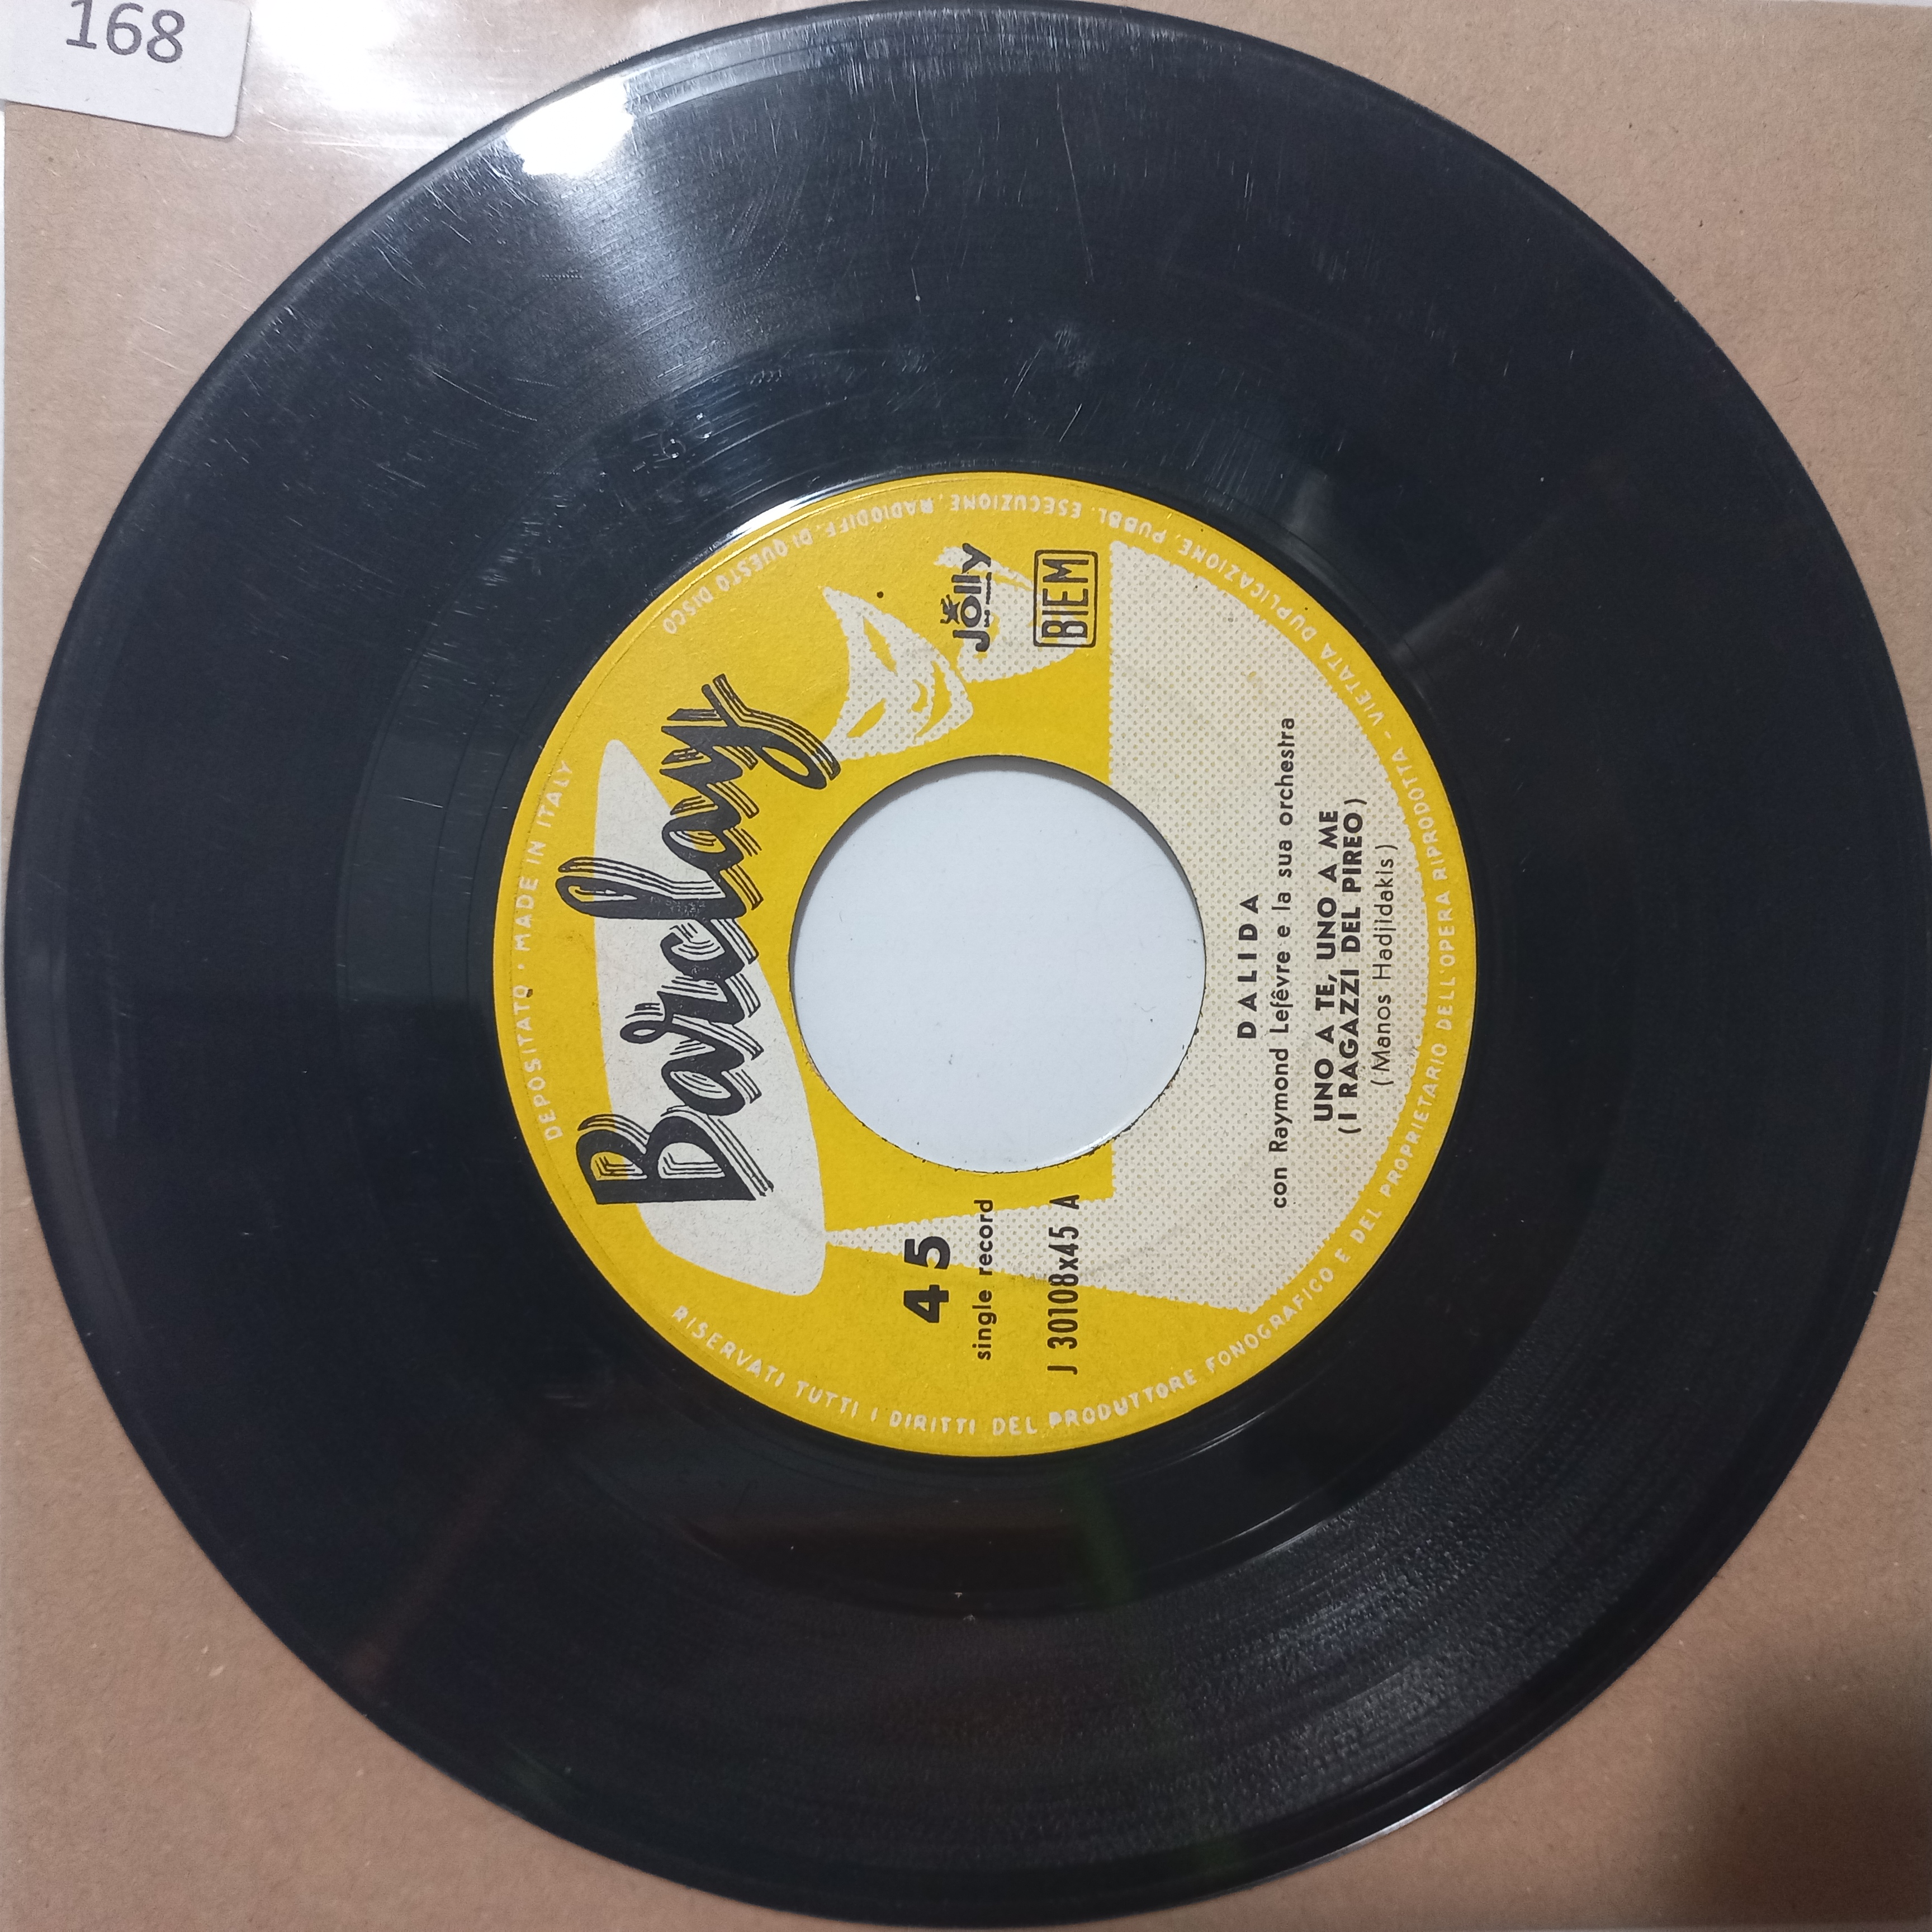 168
Barclay
DEPOSITATO · MADE IN ITALY
45
single record
J 30108x45 A
Jolly
BIEM
DALIDA
con Raymond Lefêvre e la sua orchestra
UNO A TE, UNO A ME
(I RAGAZZI DEL PIREO)
(Manos Hadjidakis)
RISERVATI TUTTI I DIRITTI DEL PRODUTTORE FONOGRAFICO E DEL PROPRIETARIO DELL'OPERA RIPRODOTTA - VIETATA DUPLICAZIONE, PUBBL. ESECUZIONE, RADIODIFF. DI QUESTO DISCO